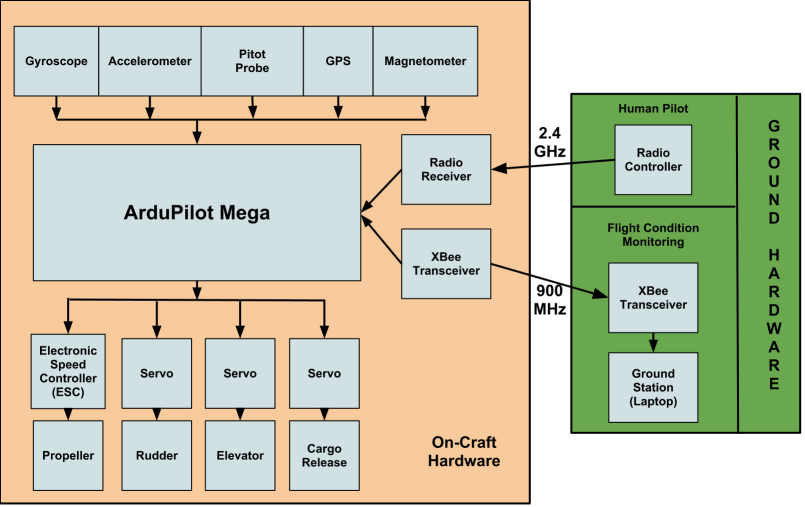 Gyroscope
Accelerometer
Pitot
Probe
GPS
Magnetometer
ArduPilot Mega
Radio
Receiver
XBee
Transceiver
2.4
GHz
900
MHz
Human Pilot
Radio
Controller
Flight Condition
Monitoring
XBee
Transceiver
Ground
Station
(Laptop)
GROUND HARDWARE
Electronic
Speed
Controller
(ESC)
Servo
Servo
Servo
Propeller
Rudder
Elevator
Cargo
Release
On-Craft
Hardware